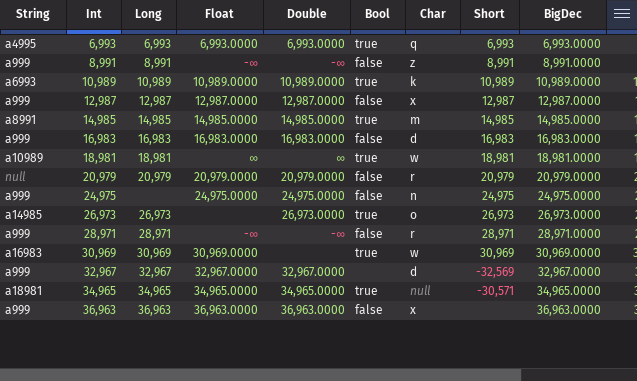 String Int Long Float Double Bool Char Short BigDec
a4995 6,993 6,993 6,993.0000 6,993.0000 true q 6,993 6,993.0000
a999 8,991 8,991 -∞ -∞ false z 8,991 8,991.0000
a6993 10,989 10,989 10,989.0000 10,989.0000 true k 10,989 10,989.0000
a999 12,987 12,987 12,987.0000 12,987.0000 false x 12,987 12,987.0000
a8991 14,985 14,985 14,985.0000 14,985.0000 true m 14,985 14,985.0000
a999 16,983 16,983 16,983.0000 16,983.0000 false d 16,983 16,983.0000
a10989 18,981 18,981 ∞ ∞ true w 18,981 18,981.0000
null 20,979 20,979 20,979.0000 20,979.0000 false r 20,979 20,979.0000
a999 24,975 24,975.0000 24,975.0000 false n 24,975 24,975.0000
a14985 26,973 26,973 26,973.0000 true o 26,973 26,973.0000
a999 28,971 28,971 -∞ -∞ false r 28,971 28,971.0000
a16983 30,969 30,969 30,969.0000 true w 30,969 30,969.0000
a999 32,967 32,967 32,967.0000 32,967.0000 d -32,569 32,967.0000
a18981 34,965 34,965 34,965.0000 34,965.0000 true null -30,571 34,965.0000
a999 36,963 36,963 36,963.0000 36,963.0000 false x 36,963.0000